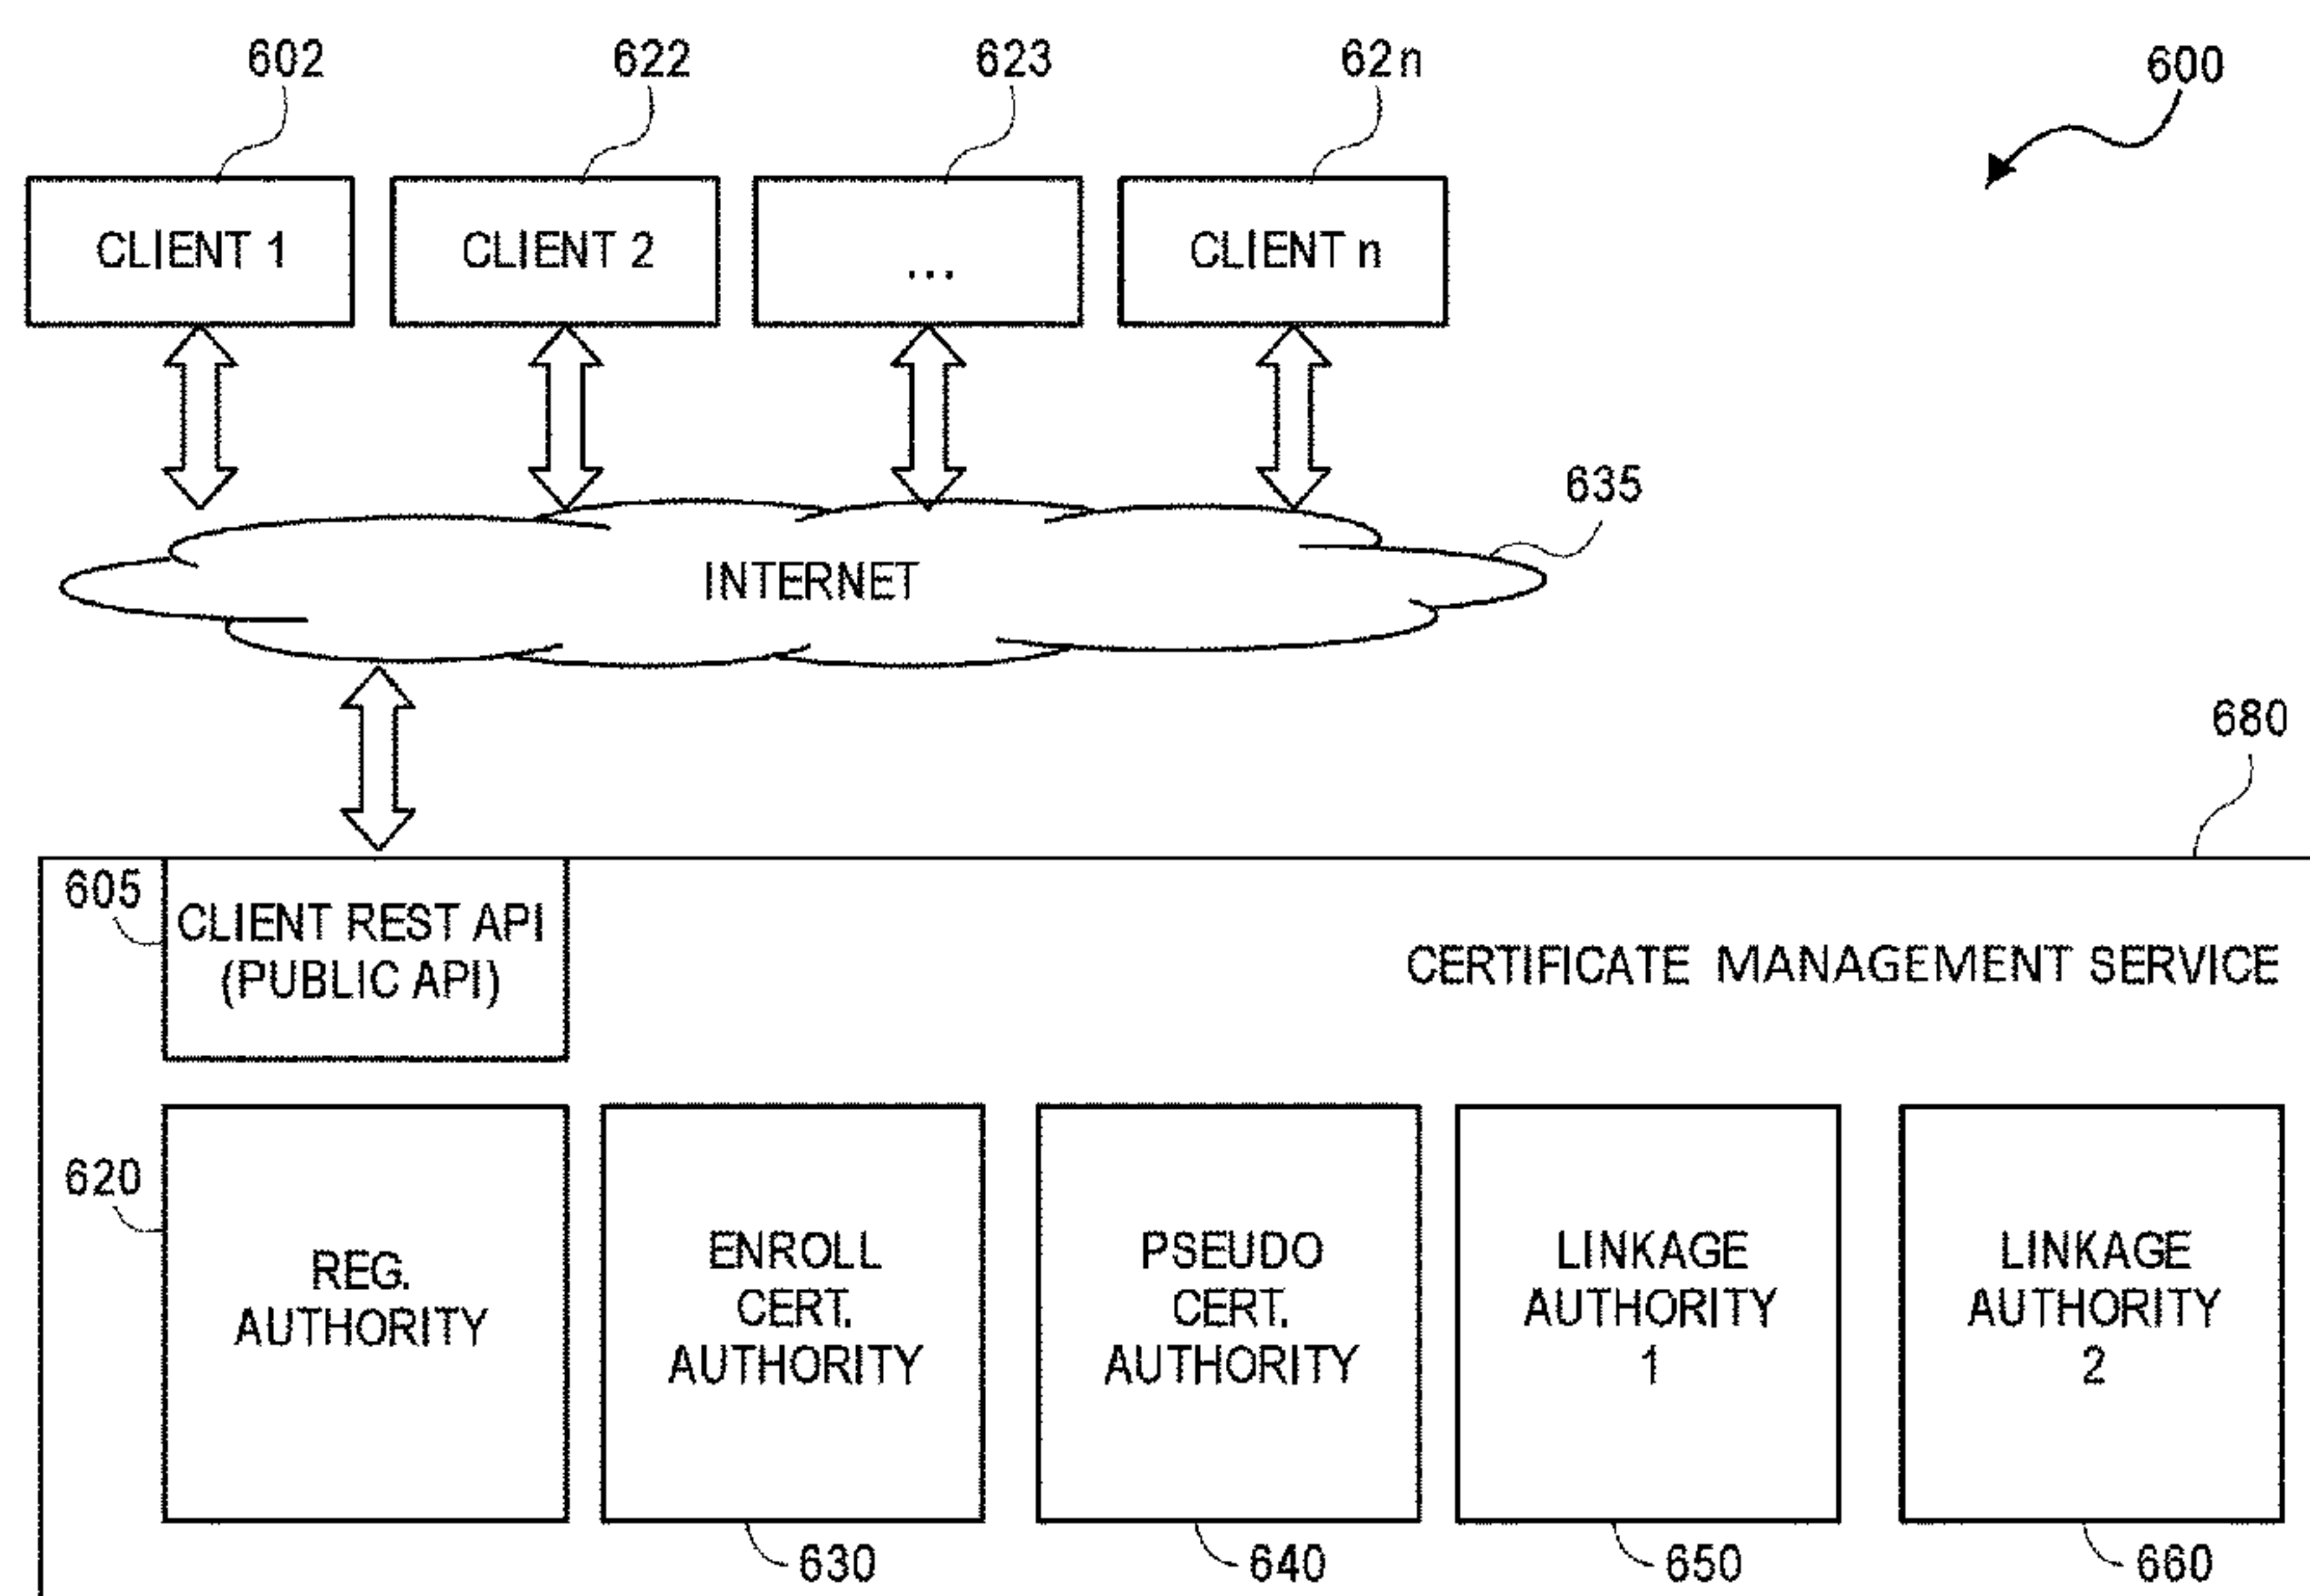 602 622 623 62n 600
CLIENT 1 CLIENT 2 ... CLIENT n
635
INTERNET
680
605
CLIENT REST API
(PUBLIC API)
CERTIFICATE MANAGEMENT SERVICE
620
REG.
AUTHORITY
ENROLL
CERT.
AUTHORITY
PSEUDO
CERT.
AUTHORITY
LINKAGE
AUTHORITY
1
LINKAGE
AUTHORITY
2
630 640 650 660